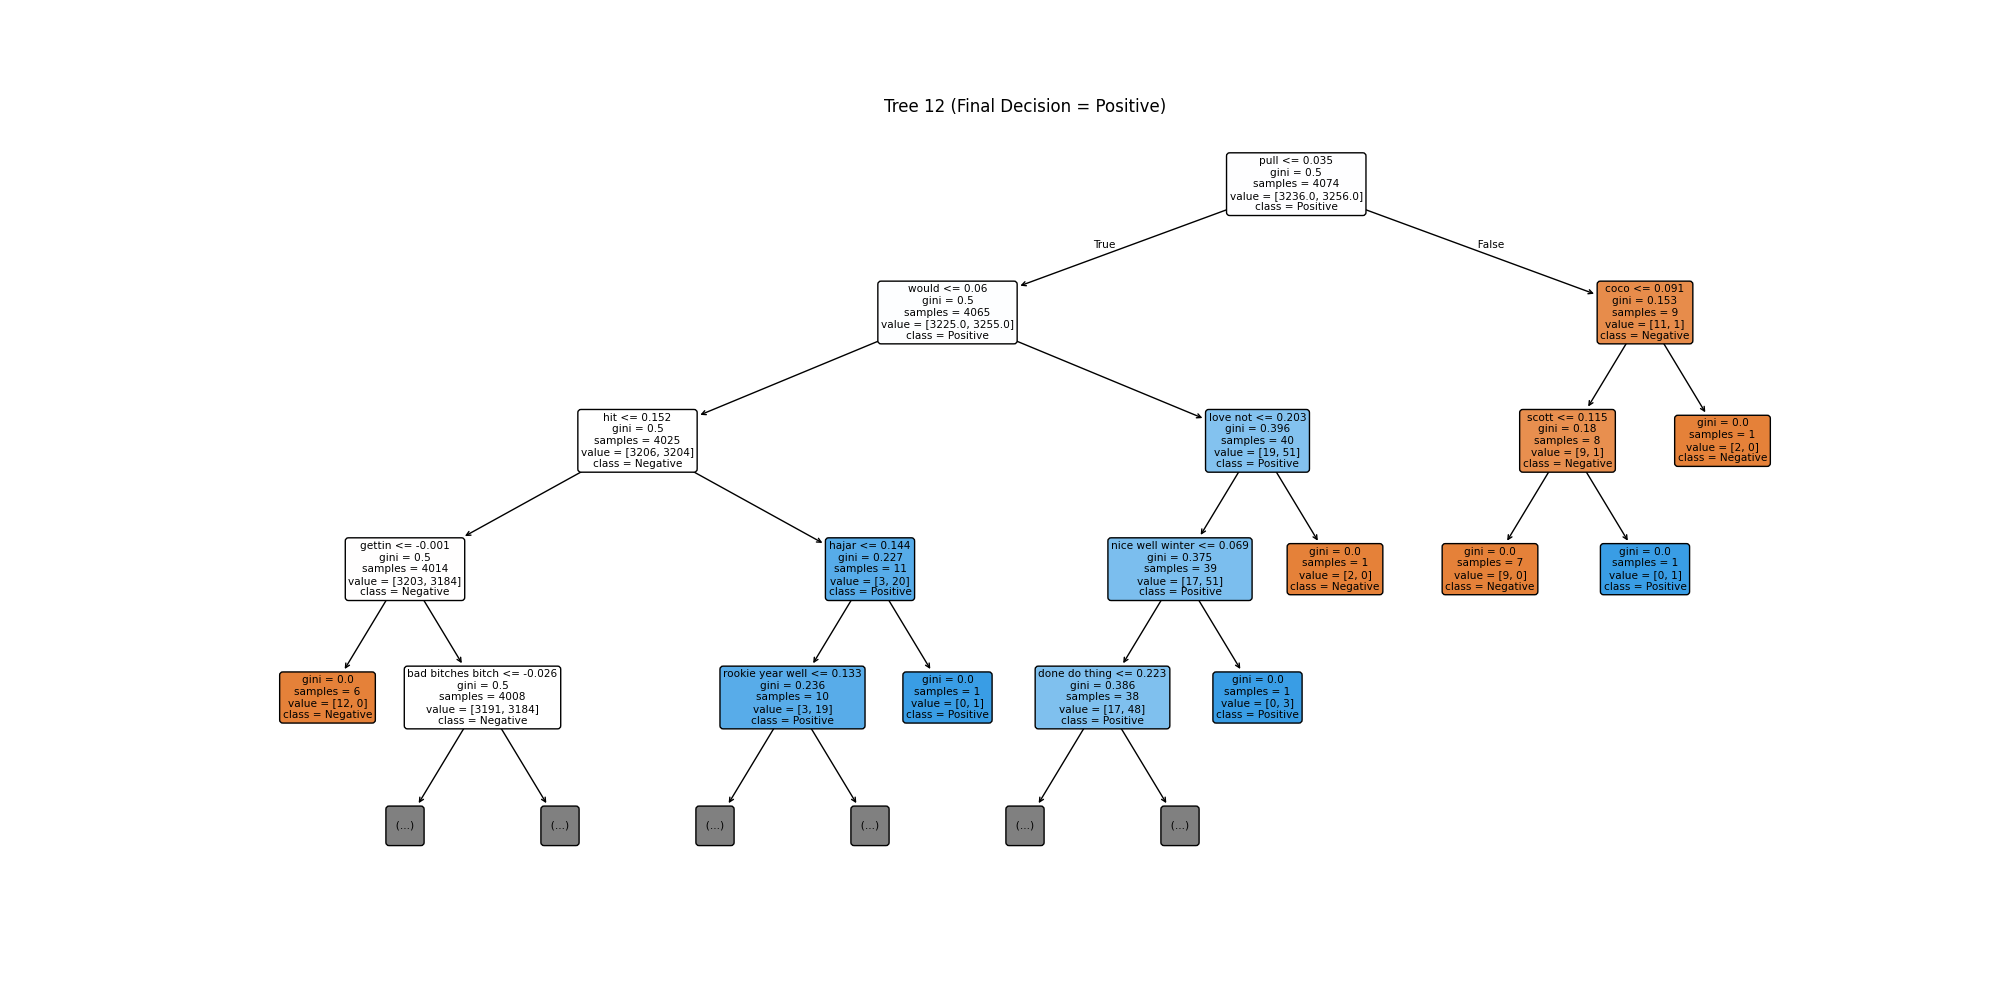 Tree 12 (Final Decision = Positive)
pull <= 0.035
gini = 0.5
samples = 4074
value = [3236.0, 3256.0]
class = Positive
True
False
would <= 0.06
gini = 0.5
samples = 4065
value = [3225.0, 3255.0]
class = Positive
coco <= 0.091
gini = 0.153
samples = 9
value = [11, 1]
class = Negative
hit <= 0.152
gini = 0.5
samples = 4025
value = [3206, 3204]
class = Negative
love not <= 0.203
gini = 0.396
samples = 40
value = [19, 51]
class = Positive
scott <= 0.115
gini = 0.18
samples = 8
value = [9, 1]
class = Negative
gini = 0.0
samples = 1
value = [2, 0]
class = Negative
gettin <= -0.001
gini = 0.5
samples = 4014
value = [3203, 3184]
class = Negative
hajar <= 0.144
gini = 0.227
samples = 11
value = [3, 20]
class = Positive
nice well winter <= 0.069
gini = 0.375
samples = 39
value = [17, 51]
class = Positive
gini = 0.0
samples = 1
value = [2, 0]
class = Negative
gini = 0.0
samples = 7
value = [9, 0]
class = Negative
gini = 0.0
samples = 1
value = [0, 1]
class = Positive
gini = 0.0
samples = 6
value = [12, 0]
class = Negative
bad bitches bitch <= -0.026
gini = 0.5
samples = 4008
value = [3191, 3184]
class = Negative
rookie year well <= 0.133
gini = 0.236
samples = 10
value = [3, 19]
class = Positive
gini = 0.0
samples = 1
value = [0, 1]
class = Positive
done do thing <= 0.223
gini = 0.386
samples = 38
value = [17, 48]
class = Positive
gini = 0.0
samples = 1
value = [0, 3]
class = Positive
(...)
(...)
(...)
(...)
(...)
(...)